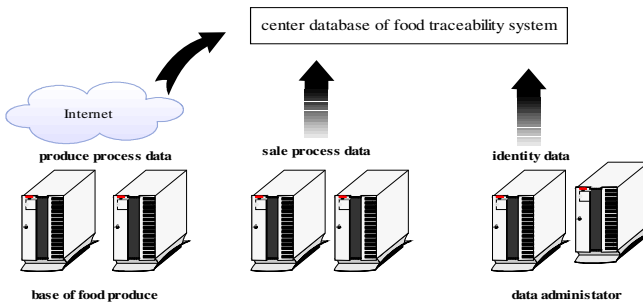 center database of food traceability system
Internet
produce process data
sale process data
identity data
base of food produce
data administator